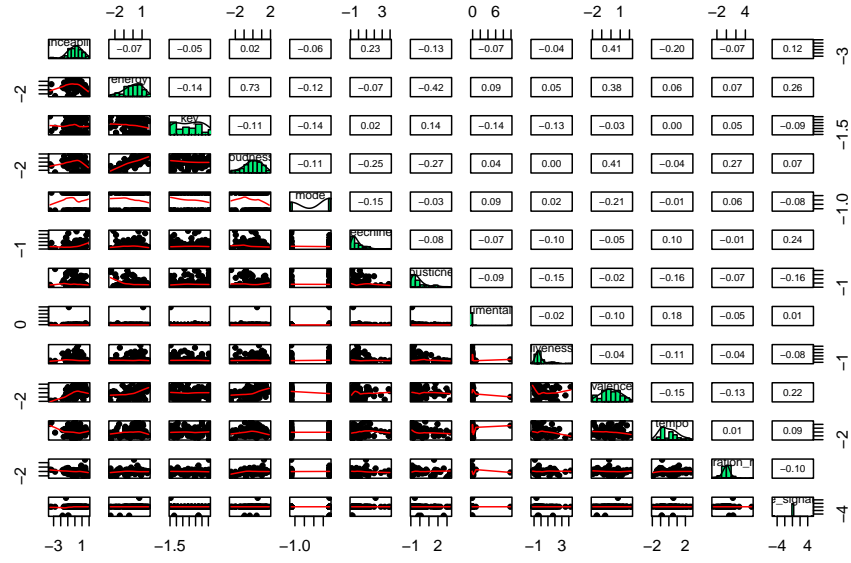 −2 1 −2 2 −1 3 0 6 −2 1 −2 4
inceabili −0.07 −0.05 0.02 −0.06 0.23 −0.13 −0.07 −0.04 0.41 −0.20 −0.07 0.12 −3
−2 energy −0.14 0.73 −0.12 −0.07 −0.42 0.09 0.05 0.38 0.06 0.07 0.26
key −0.11 −0.14 0.02 0.14 −0.14 −0.13 −0.03 0.00 0.05 −0.09 −1.5
−2 oudness −0.11 −0.25 −0.27 0.04 0.00 0.41 −0.04 0.27 0.07
mode −0.15 −0.03 0.09 0.02 −0.21 −0.01 0.06 −0.08 −1.0
−1 eechine −0.08 −0.07 −0.10 −0.05 0.10 −0.01 0.24
ousticne −0.09 −0.15 −0.02 −0.16 −0.07 −0.16 −1
0 umental −0.02 −0.10 0.18 −0.05 0.01
iveness −0.04 −0.11 −0.04 −0.08 −1
−2 valence −0.15 −0.13 0.22
tempo 0.01 0.09 −2
−2 ration_m −0.10
e_signat −4
−3 1 −1.5 −1.0 −1 2 −1 3 −2 2 −4 4